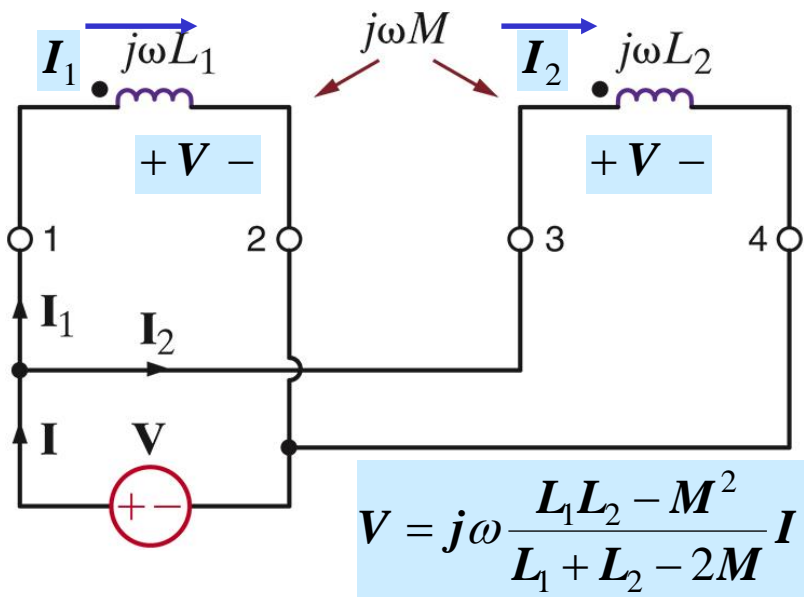 I₁ jωL₁ jωM I₂ jωL₂
+ V − + V −
1 2 3 4
I₁
I₂
I V
+ −
V = jω (L₁L₂ − M²) / (L₁ + L₂ − 2M) I